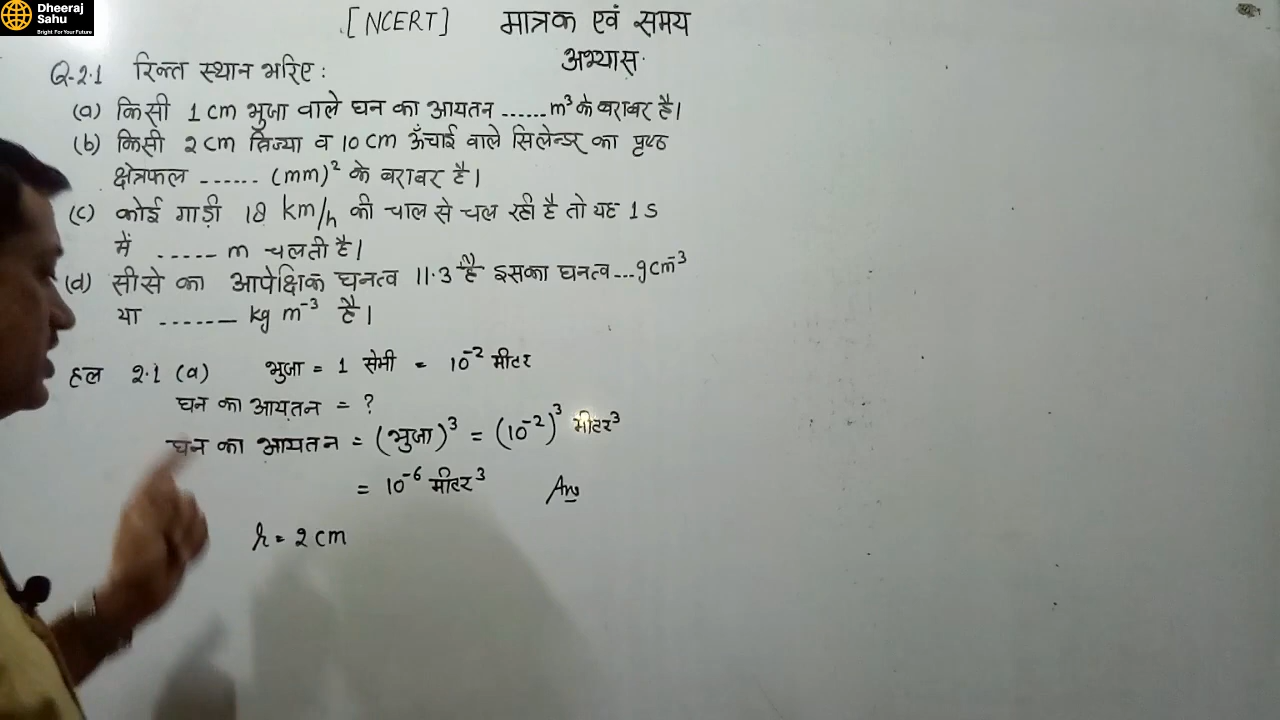 Dheeraj
Sahu
Bright For Your Future
[NCERT] मात्रक एवं समय
अभ्यास.
Q-2.1 रिक्त स्थान भरिए:
(a) किसी 1 cm भुजा वाले घन का आयतन ...... m³ के बराबर है।
(b) किसी 2 cm त्रिज्या व 10 cm ऊँचाई वाले सिलेन्डर का पृष्ठ
क्षेत्रफल ------ (mm)² के बराबर है।
(c) कोई गाड़ी 18 km/h की चाल से चल रही है तो यह 1 s
में ----- m चलती है।
(d) सीसे का आपेक्षिक घनत्व 11.3 है इसका घनत्व...g cm⁻³
या ------ kg m⁻³ है।
हल 2.1 (a) भुजा = 1 सेमी = 10⁻² मीटर
घन का आयतन = ?
घन का आयतन = (भुजा)³ = (10⁻²)³ मीटर³
= 10⁻⁶ मीटर³ Ans
r = 2 cm